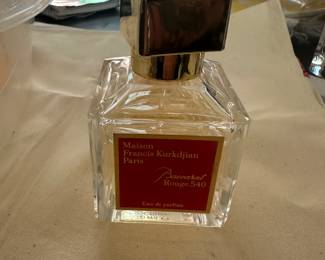 Maison
Francis Kurkdjian
Paris
Baccarat
Rouge 540
Eau de parfum